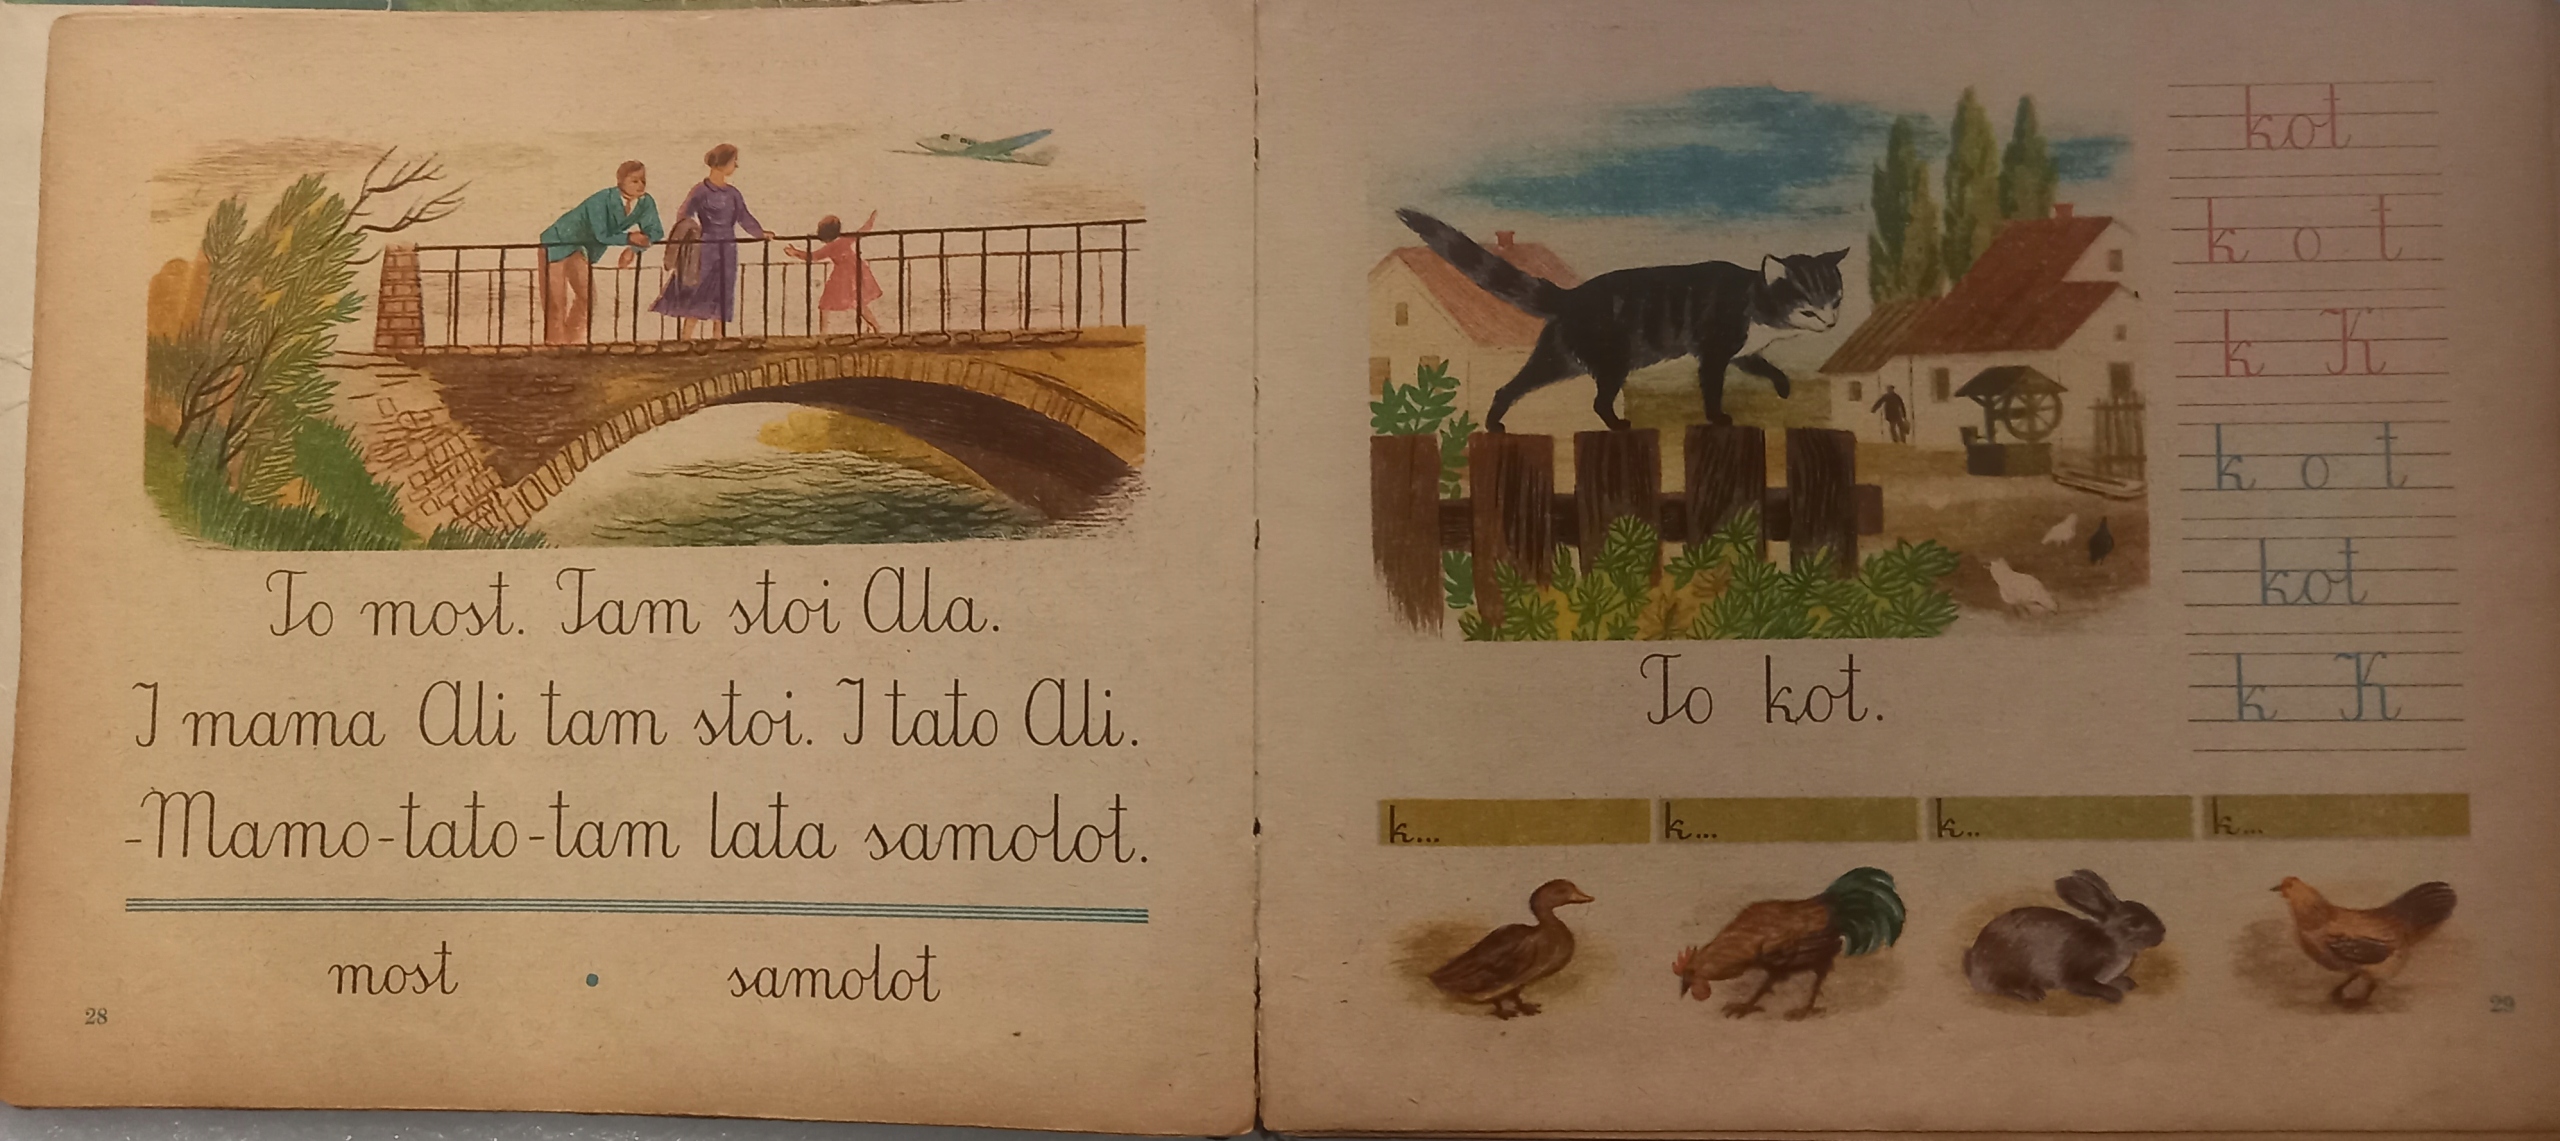 To most. Tam stoi Ala.
I mama Ali tam stoi. I tato Ali.
-Mamo-tato-tam lata samolot.
most • samolot
28
kot
k o t
k K
k o t
kot
k K
To kot.
k... k... k.. k...
29